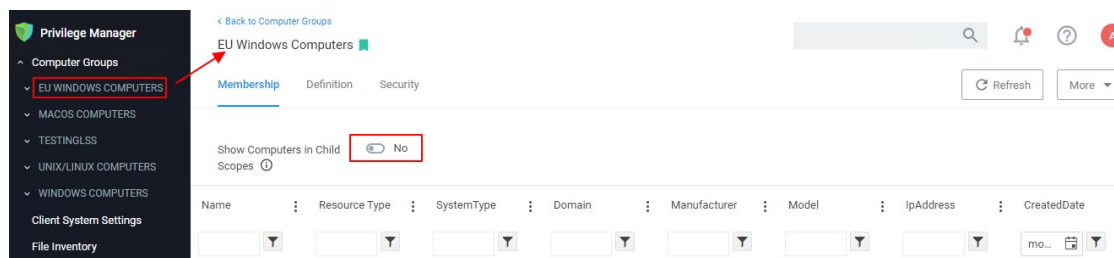 Privilege Manager
Computer Groups
EU WINDOWS COMPUTERS
MACOS COMPUTERS
TESTINGLSS
UNIX/LINUX COMPUTERS
WINDOWS COMPUTERS
Client System Settings
File Inventory
‹ Back to Computer Groups
EU Windows Computers
A
Membership Definition Security
Refresh More
Show Computers in Child
Scopes
No
Name Resource Type SystemType Domain Manufacturer Model IpAddress CreatedDate
mo...